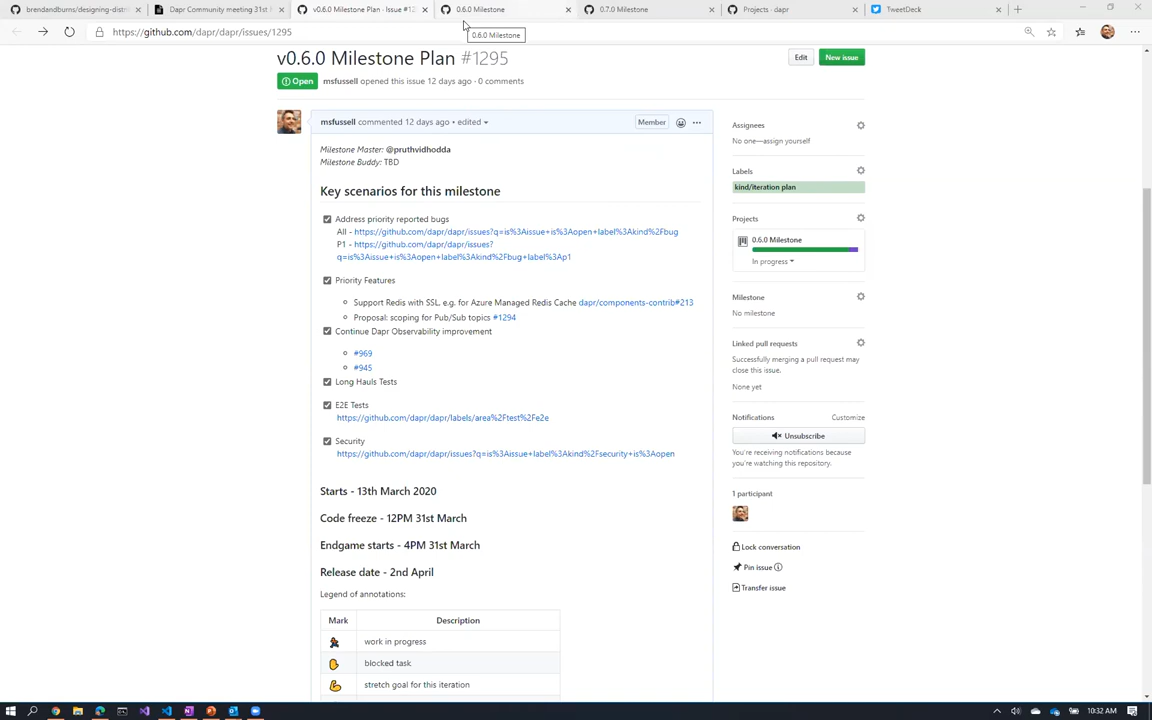 brendandburns/designing-distri
Dapr Community meeting 31st M
v0.6.0 Milestone Plan · Issue #12
0.6.0 Milestone
0.7.0 Milestone
Projects · dapr
TweetDeck
https://github.com/dapr/dapr/issues/1295
0.6.0 Milestone
v0.6.0 Milestone Plan #1295
Edit
New issue
Open
msfussell opened this issue 12 days ago · 0 comments
msfussell commented 12 days ago • edited
Member
Milestone Master: @pruthvidhodda
Milestone Buddy: TBD
Key scenarios for this milestone
Address priority reported bugs
All - https://github.com/dapr/dapr/issues?q=is%3Aissue+is%3Aopen+label%3Akind%2Fbug
P1 - https://github.com/dapr/dapr/issues?
q=is%3Aissue+is%3Aopen+label%3Akind%2Fbug+label%3Ap1
Priority Features
Support Redis with SSL, e.g. for Azure Managed Redis Cache dapr/components-contrib#213
Proposal: scoping for Pub/Sub topics #1294
Continue Dapr Observability improvement
#969
#945
Long Hauls Tests
E2E Tests
https://github.com/dapr/dapr/labels/area%2Ftest%2Fe2e
Security
https://github.com/dapr/dapr/issues?q=is%3Aissue+label%3Akind%2Fsecurity+is%3Aopen
Starts - 13th March 2020
Code freeze - 12PM 31st March
Endgame starts - 4PM 31st March
Release date - 2nd April
Legend of annotations:
Mark Description
work in progress
blocked task
stretch goal for this iteration
Assignees
No one—assign yourself
Labels
kind/iteration plan
Projects
0.6.0 Milestone
In progress
Milestone
No milestone
Linked pull requests
Successfully merging a pull request may
close this issue.
None yet
Notifications Customize
Unsubscribe
You're receiving notifications because
you're watching this repository.
1 participant
Lock conversation
Pin issue
Transfer issue
10:32 AM